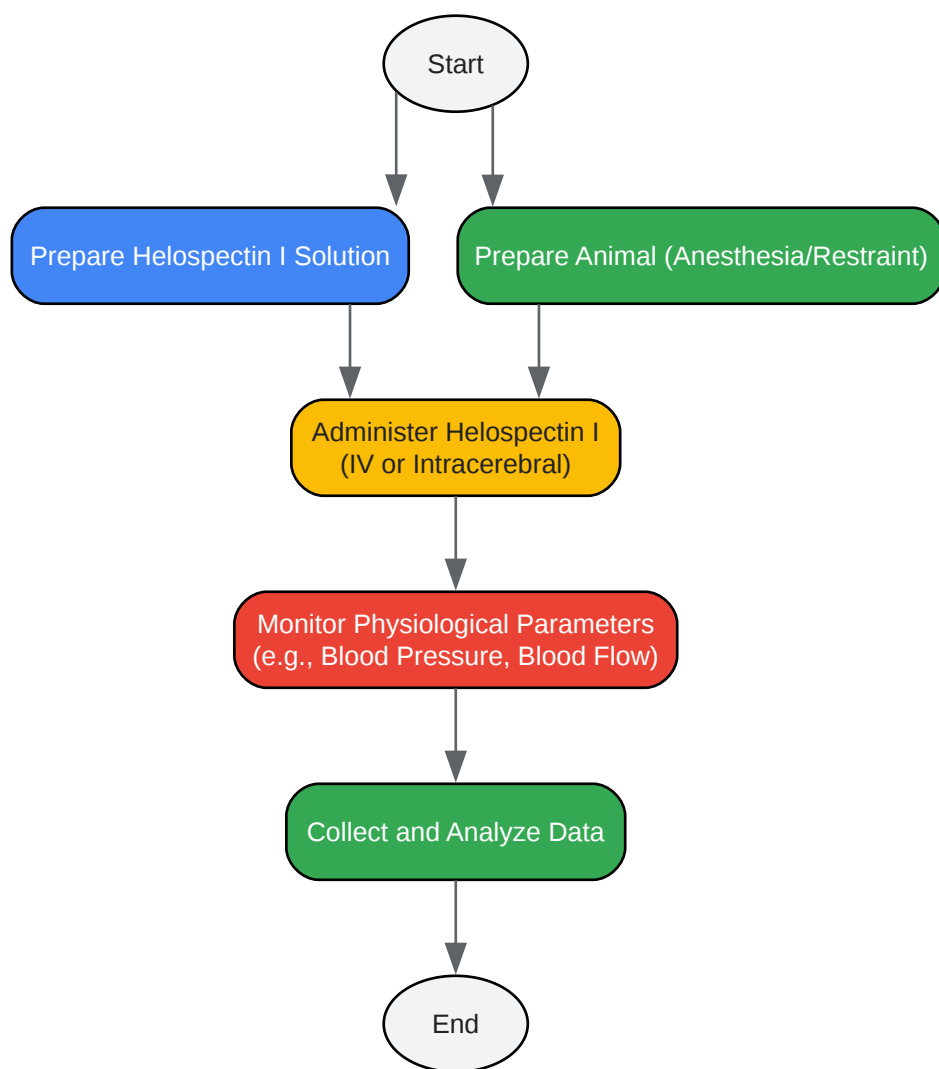 Start
Prepare Helospectin I Solution
Prepare Animal (Anesthesia/Restraint)
Administer Helospectin I
(IV or Intracerebral)
Monitor Physiological Parameters
(e.g., Blood Pressure, Blood Flow)
Collect and Analyze Data
End